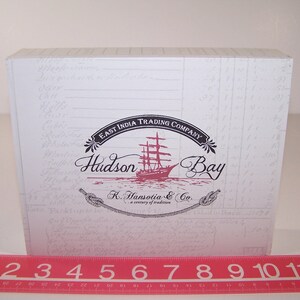 EAST INDIA TRADING COMPANY
Hudson Bay
K. Hansotia & Co.
a century of tradition
2 3 4 5 6 7 8 9 10 11